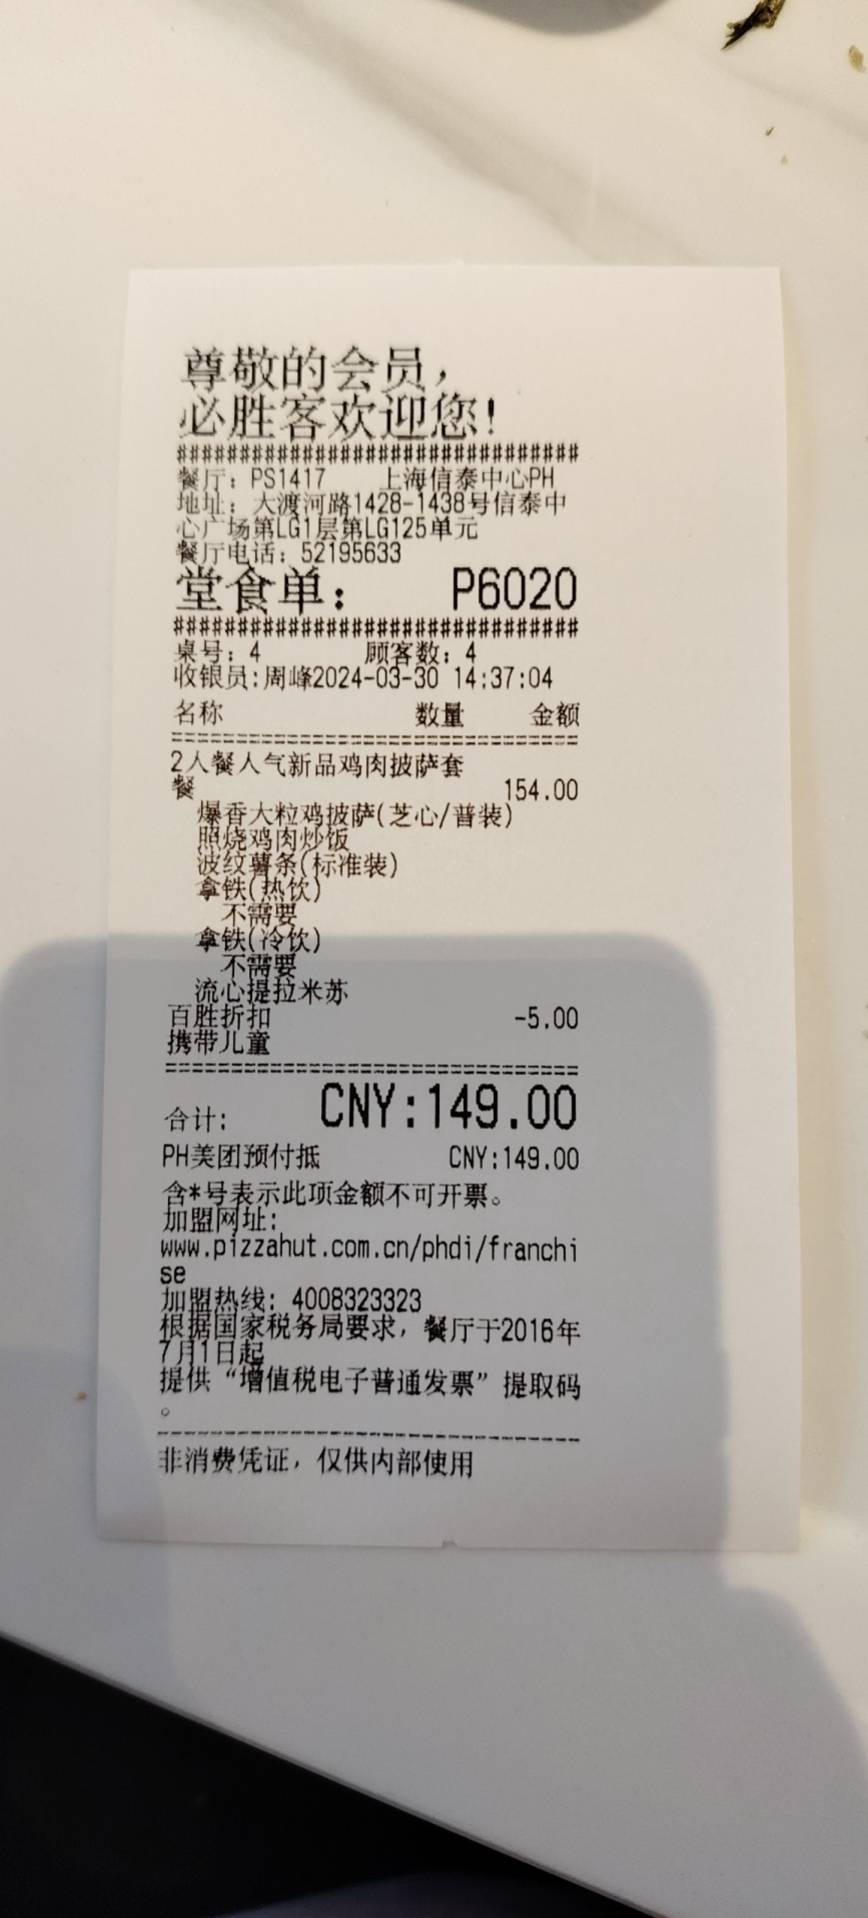 尊敬的会员，
必胜客欢迎您!
################################
餐厅：PS1417 上海信泰中心PH
地址：大渡河路1428-1438号信泰中
心广场第LG1层第LG125单元
餐厅电话：52195633
堂食单： P6020
################################
桌号：4 顾客数：4
收银员:周峰2024-03-30 14:37:04
名称 数量 金额
================================
2人餐人气新品鸡肉披萨套
餐 154.00
爆香大粒鸡披萨(芝心/普装)
照烧鸡肉炒饭
波纹薯条(标准装)
拿铁(热饮)
不需要
拿铁(冷饮)
不需要
流心提拉米苏
百胜折扣 -5.00
携带儿童
================================
合计: CNY:149.00
PH美团预付抵 CNY:149.00
含*号表示此项金额不可开票。
加盟网址:
www.pizzahut.com.cn/phdi/franchi
se
加盟热线: 4008323323
根据国家税务局要求，餐厅于2016年
7月1日起
提供“增值税电子普通发票”提取码
。
--------------------------------
非消费凭证，仅供内部使用